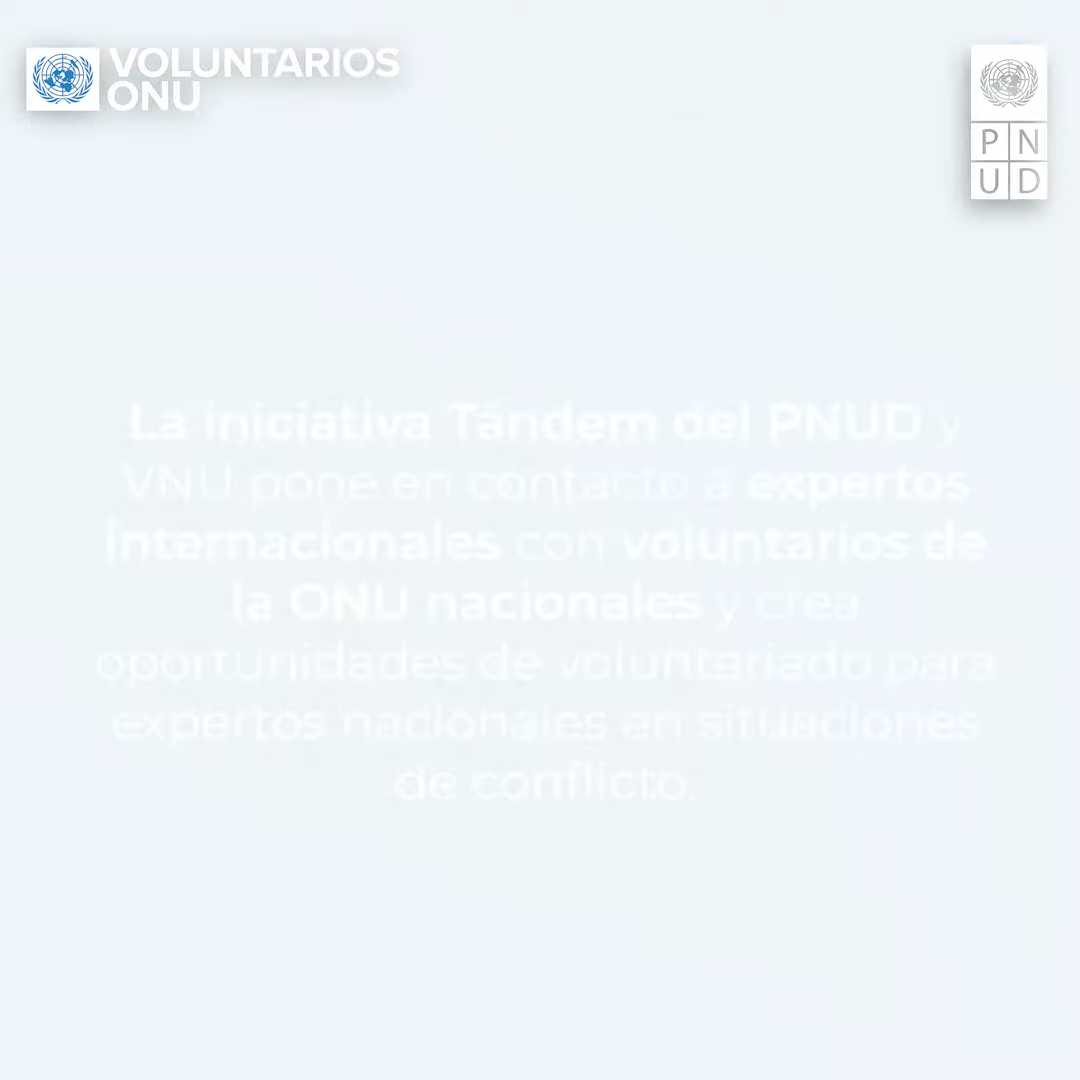 VOLUNTARIOS
ONU
P N
U D
La iniciativa Tándem del PNUD y
VNU pone en contacto a expertos
internacionales con voluntarios de
la ONU nacionales y crea
oportunidades de voluntariado para
expertos nacionales en situaciones
de conflicto.